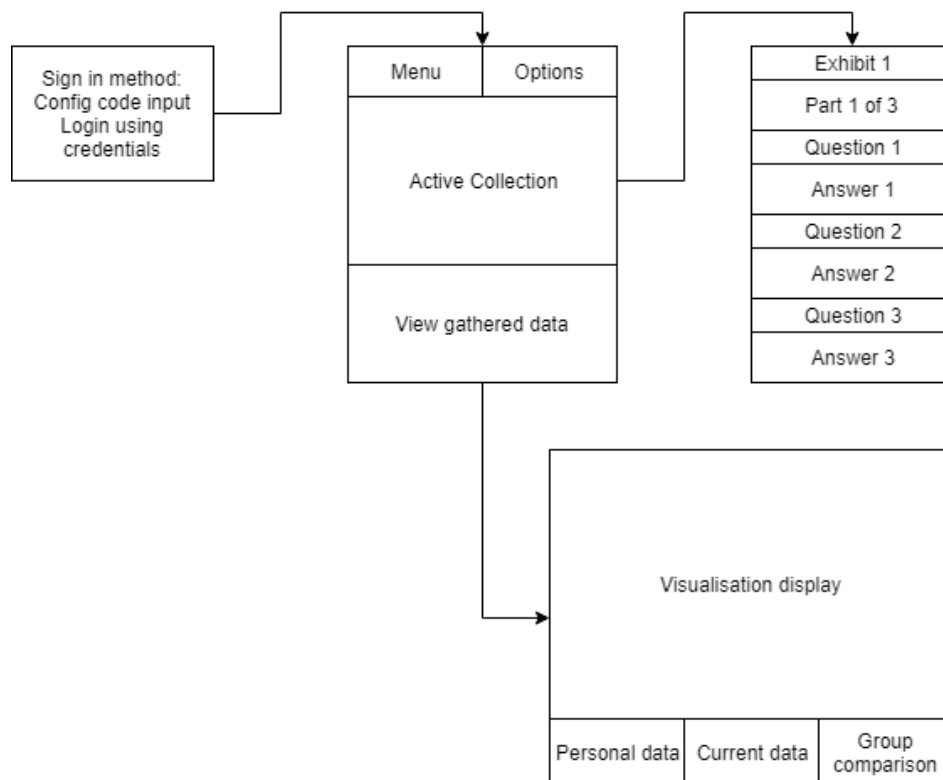 Sign in method:
Config code input
Login using
credentials
Menu
Options
Active Collection
View gathered data
Exhibit 1
Part 1 of 3
Question 1
Answer 1
Question 2
Answer 2
Question 3
Answer 3
Visualisation display
Personal data
Current data
Group
comparison